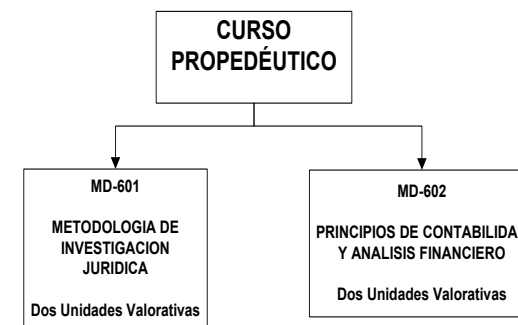 CURSO
PROPEDÉUTICO
MD-601
METODOLOGIA DE
INVESTIGACION
JURIDICA
Dos Unidades Valorativas
MD-602
PRINCIPIOS DE CONTABILIDA
Y ANALISIS FINANCIERO
Dos Unidades Valorativas